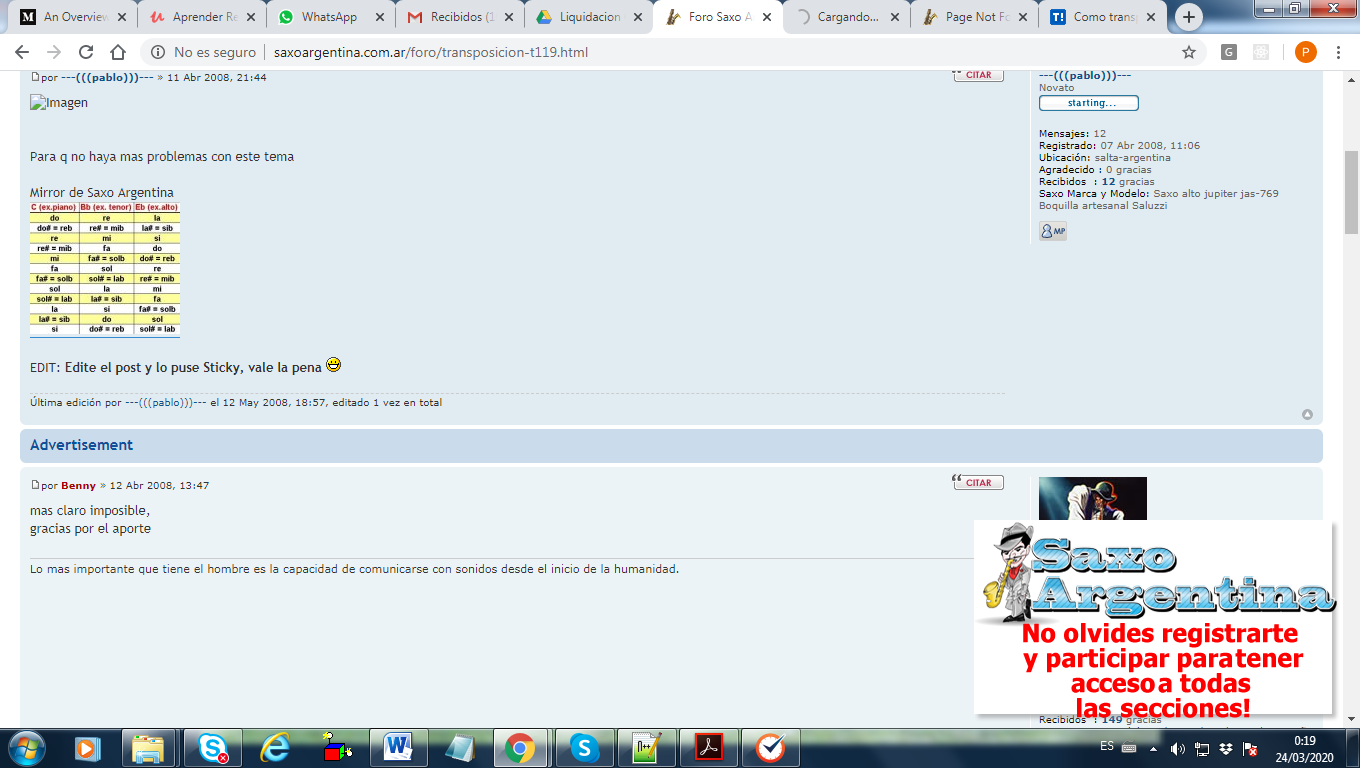 An Overview
Aprender Re
WhatsApp
Recibidos (1
Liquidacion
Foro Saxo A
Cargando...
Page Not Fo
Como transp
No es seguro | saxoargentina.com.ar/foro/transposicion-t119.html
G
P
por ---(((pablo)))--- » 11 Abr 2008, 21:44
CITAR
Imagen
Para q no haya mas problemas con este tema
Mirror de Saxo Argentina
C (ex.piano) Bb (ex. tenor) Eb (ex.alto)
do re la
do# = reb re# = mib la# = sib
re mi si
re# = mib fa do
mi fa# = solb do# = reb
fa sol re
fa# = solb sol# = lab re# = mib
sol la mi
sol# = lab la# = sib fa
la si fa# = solb
la# = sib do sol
si do# = reb sol# = lab
EDIT: Edite el post y lo puse Sticky, vale la pena
Última edición por ---(((pablo)))--- el 12 May 2008, 18:57, editado 1 vez en total
---(((pablo)))---
Novato
starting...
Mensajes: 12
Registrado: 07 Abr 2008, 11:06
Ubicación: salta-argentina
Agradecido : 0 gracias
Recibidos : 12 gracias
Saxo Marca y Modelo: Saxo alto jupiter jas-769
Boquilla artesanal Saluzzi
MP
Advertisement
por Benny » 12 Abr 2008, 13:47
CITAR
mas claro imposible,
gracias por el aporte
Lo mas importante que tiene el hombre es la capacidad de comunicarse con sonidos desde el inicio de la humanidad.
Saxo
Argentina
No olvides registrarte
y participar para tener
acceso a todas
las secciones!
Recibidos : 149 gracias
ES
0:19
24/03/2020